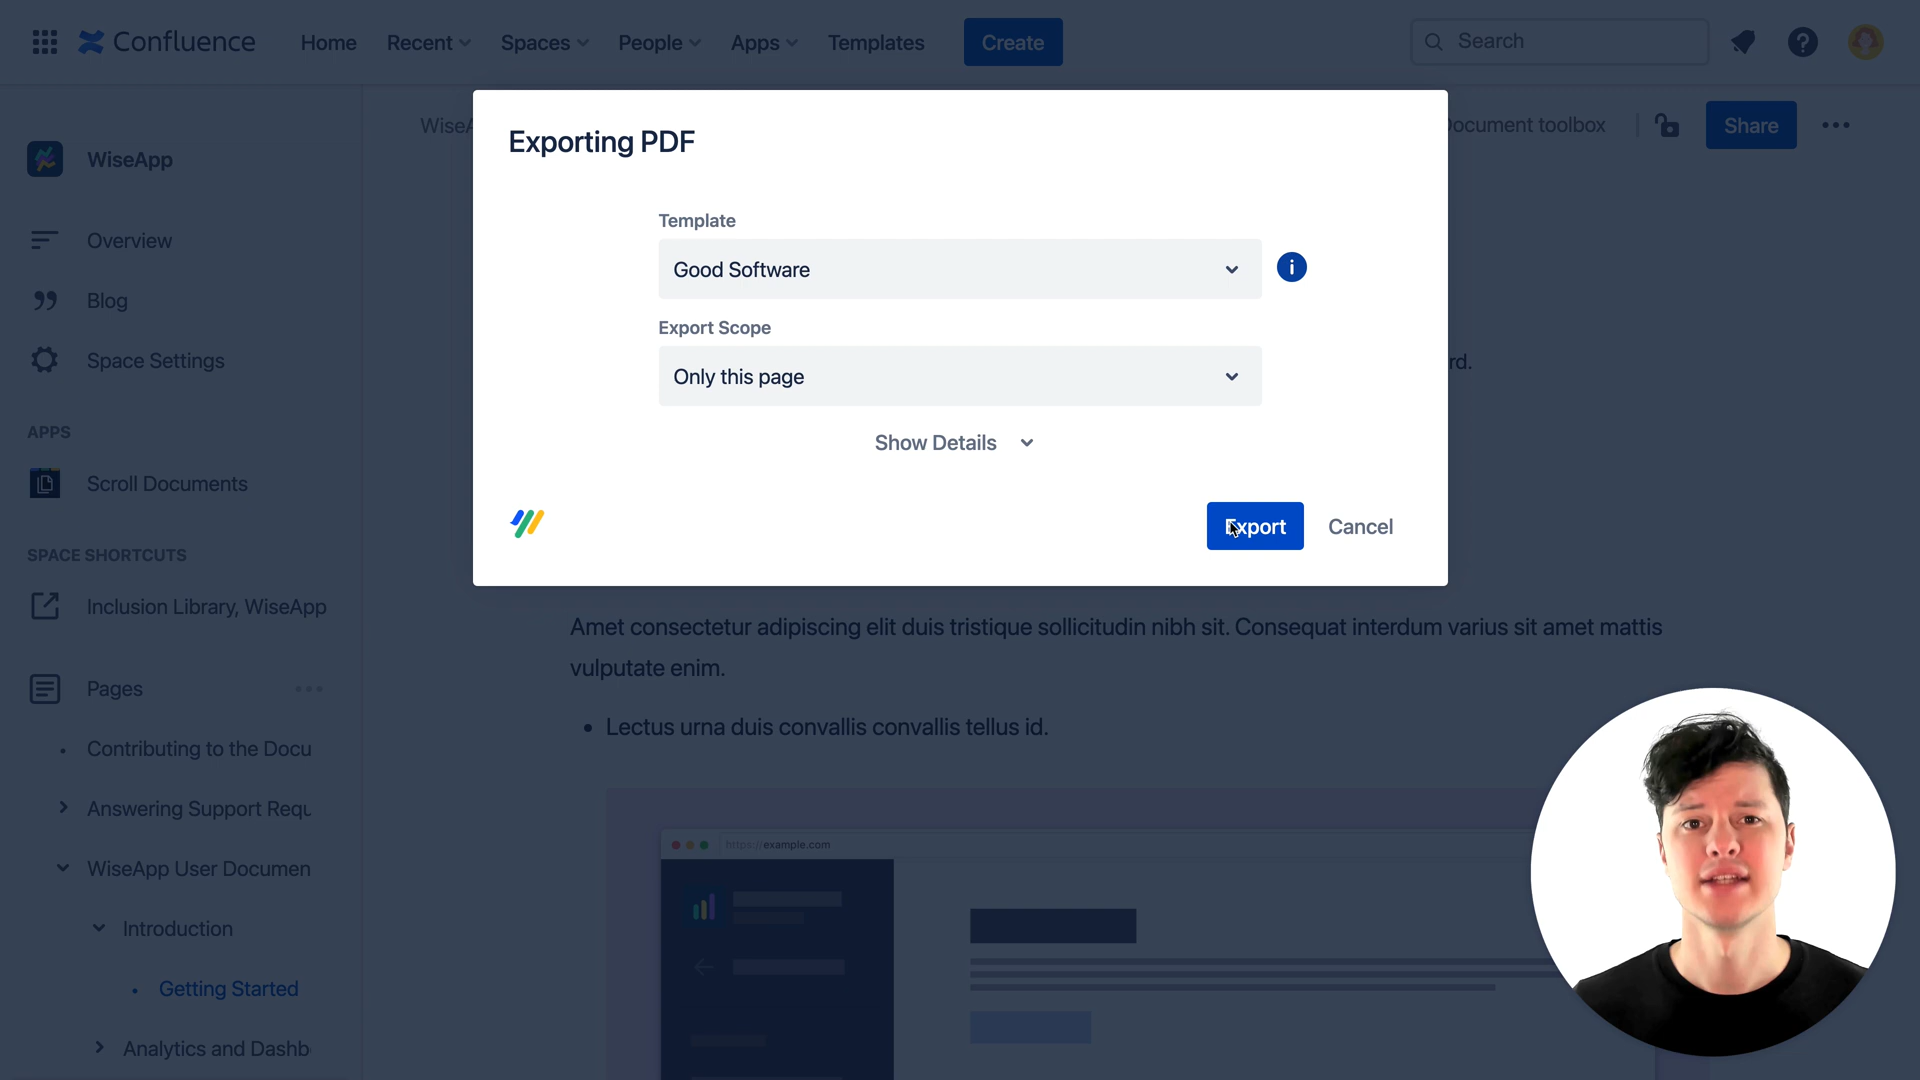 Confluence
Home
Recent
Spaces
People
Apps
Templates
Create
Search
WiseApp
Overview
Blog
Space Settings
APPS
Scroll Documents
SPACE SHORTCUTS
Inclusion Library, WiseApp
Pages
Contributing to the Docu
Answering Support Requ
WiseApp User Documen
Introduction
Getting Started
Analytics and Dashb
WiseA
Document toolbox
Share
Exporting PDF
Template
Good Software
i
Export Scope
Only this page
Show Details
Export
Cancel
rd.
Amet consectetur adipiscing elit duis tristique sollicitudin nibh sit. Consequat interdum varius sit amet mattis
vulputate enim.
• Lectus urna duis convallis convallis tellus id.
https://example.com